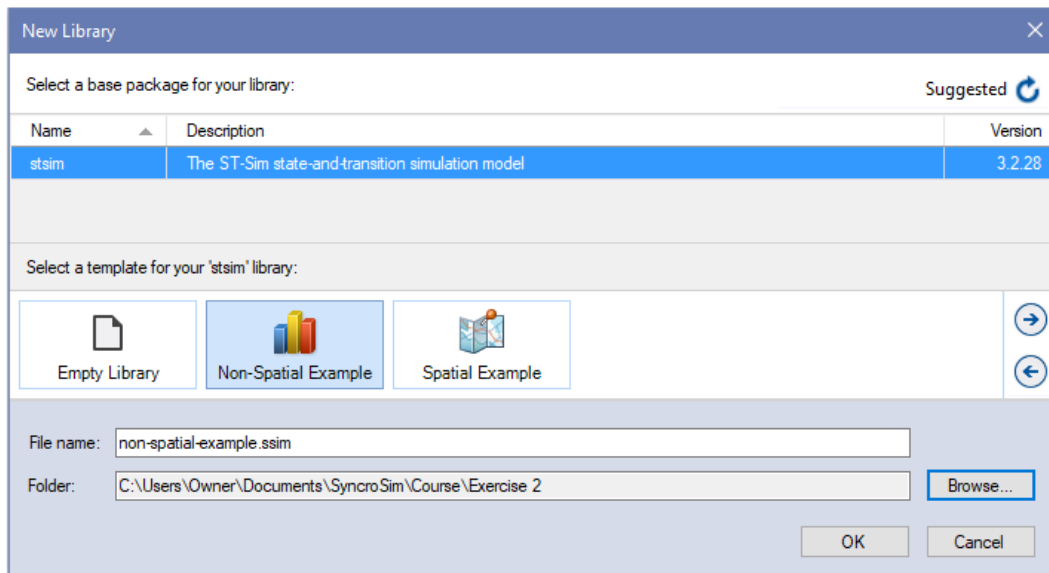 New Library
Select a base package for your library:
Suggested
Name Description Version
stsim The ST-Sim state-and-transition simulation model 3.2.28
Select a template for your 'stsim' library:
Empty Library Non-Spatial Example Spatial Example
File name: non-spatial-example.ssim
Folder: C:\Users\Owner\Documents\SyncroSim\Course\Exercise 2 Browse...
OK Cancel